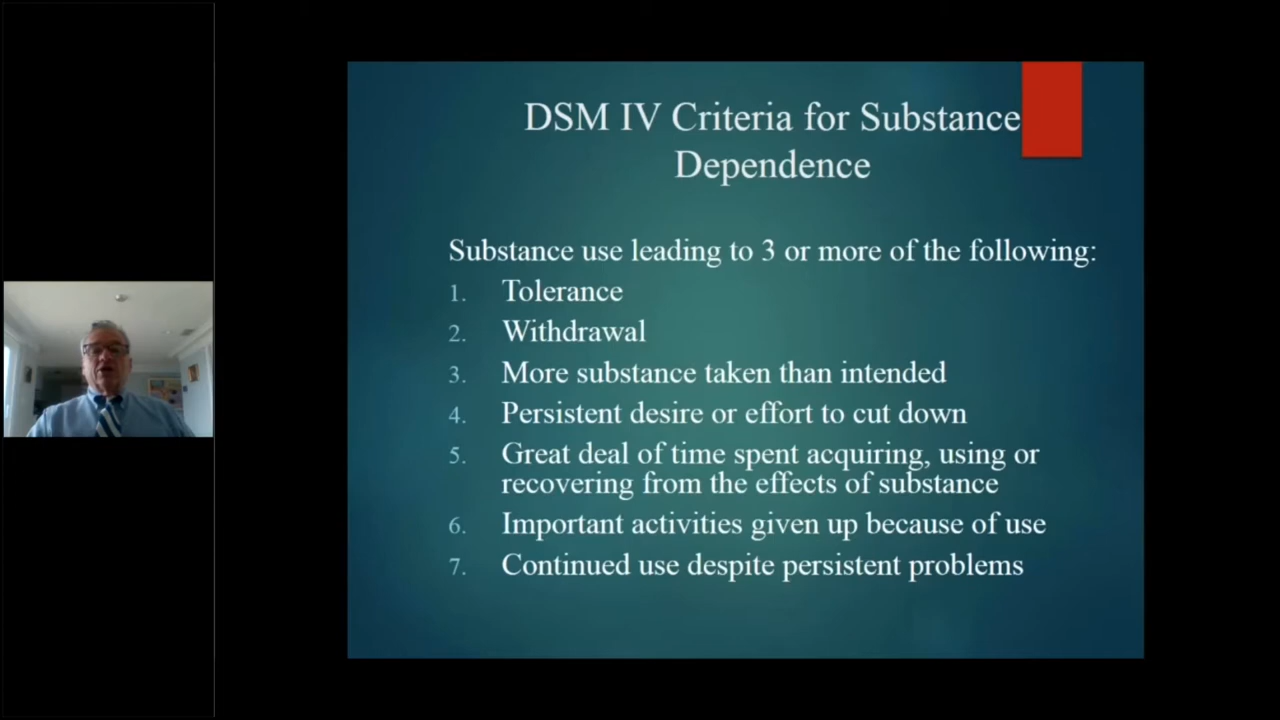 DSM IV Criteria for Substance
Dependence
Substance use leading to 3 or more of the following:
1. Tolerance
2. Withdrawal
3. More substance taken than intended
4. Persistent desire or effort to cut down
5. Great deal of time spent acquiring, using or
recovering from the effects of substance
6. Important activities given up because of use
7. Continued use despite persistent problems